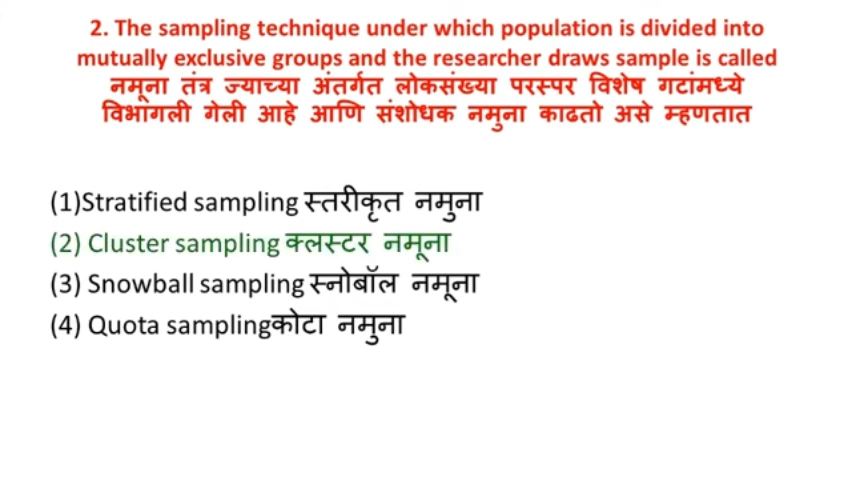 2. The sampling technique under which population is divided into
mutually exclusive groups and the researcher draws sample is called
नमूना तंत्र ज्याच्या अंतर्गत लोकसंख्या परस्पर विशेष गटांमध्ये
विभागली गेली आहे आणि संशोधक नमुना काढतो असे म्हणतात
(1)Stratified sampling स्तरीकृत नमुना
(2) Cluster sampling क्लस्टर नमूना
(3) Snowball sampling स्नोबॉल नमूना
(4) Quota samplingकोटा नमुना